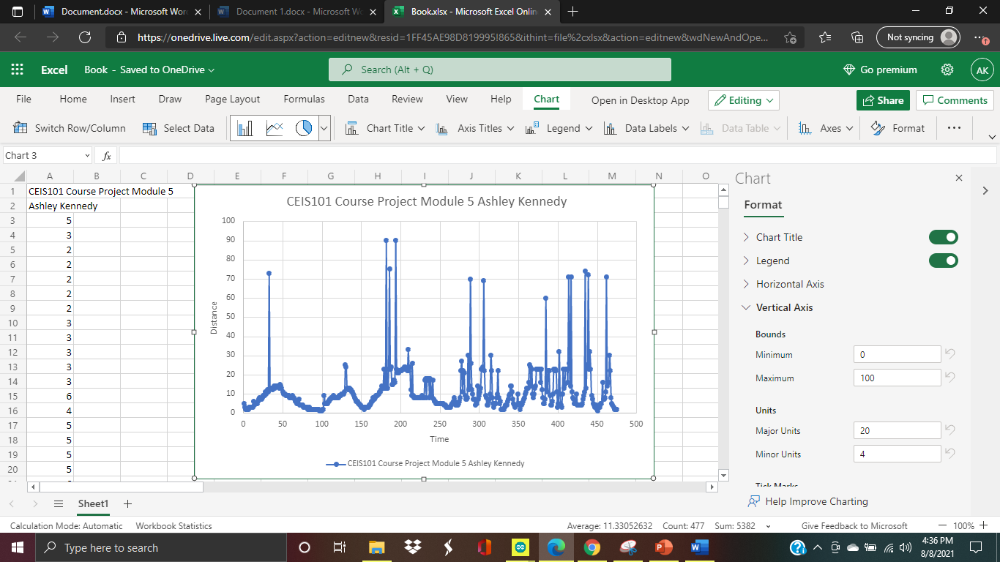 Document.docx - Microsoft Wor
Document 1.docx - Microsoft Wo
Book.xlsx - Microsoft Excel Onlin
https://onedrive.live.com/edit.aspx?action=editnew&resid=1FF45AE98D819995!865&ithint=file%2cxlsx&action=editnew&wdNewAndOpe...
Not syncing
Excel
Book - Saved to OneDrive
Search (Alt + Q)
Go premium
AK
File Home Insert Draw Page Layout Formulas Data Review View Help Chart Open in Desktop App Editing Share Comments
Switch Row/Column Select Data Chart Title Axis Titles Legend Data Labels Data Table Axes Format ...
Chart 3
fx
A B C D E F G H I J K L M N O
1 CEIS101 Course Project Module 5
2 Ashley Kennedy
3 5
4 3
5 2
6 2
7 2
8 2
9 2
10 3
11 3
12 3
13 3
14 3
15 6
16 4
17 5
18 5
19 5
20 5
CEIS101 Course Project Module 5 Ashley Kennedy
100
90
80
70
60
50
40
30
20
10
0
Distance
0 50 100 150 200 250 300 350 400 450 500
Time
CEIS101 Course Project Module 5 Ashley Kennedy
Chart
Format
Chart Title
Legend
Horizontal Axis
Vertical Axis
Bounds
Minimum 0
Maximum 100
Units
Major Units 20
Minor Units 4
Tick Marks
Help Improve Charting
Sheet1
Calculation Mode: Automatic Workbook Statistics Average: 11.33052632 Count: 477 Sum: 5382 Give Feedback to Microsoft 100%
Type here to search
4:36 PM
8/8/2021